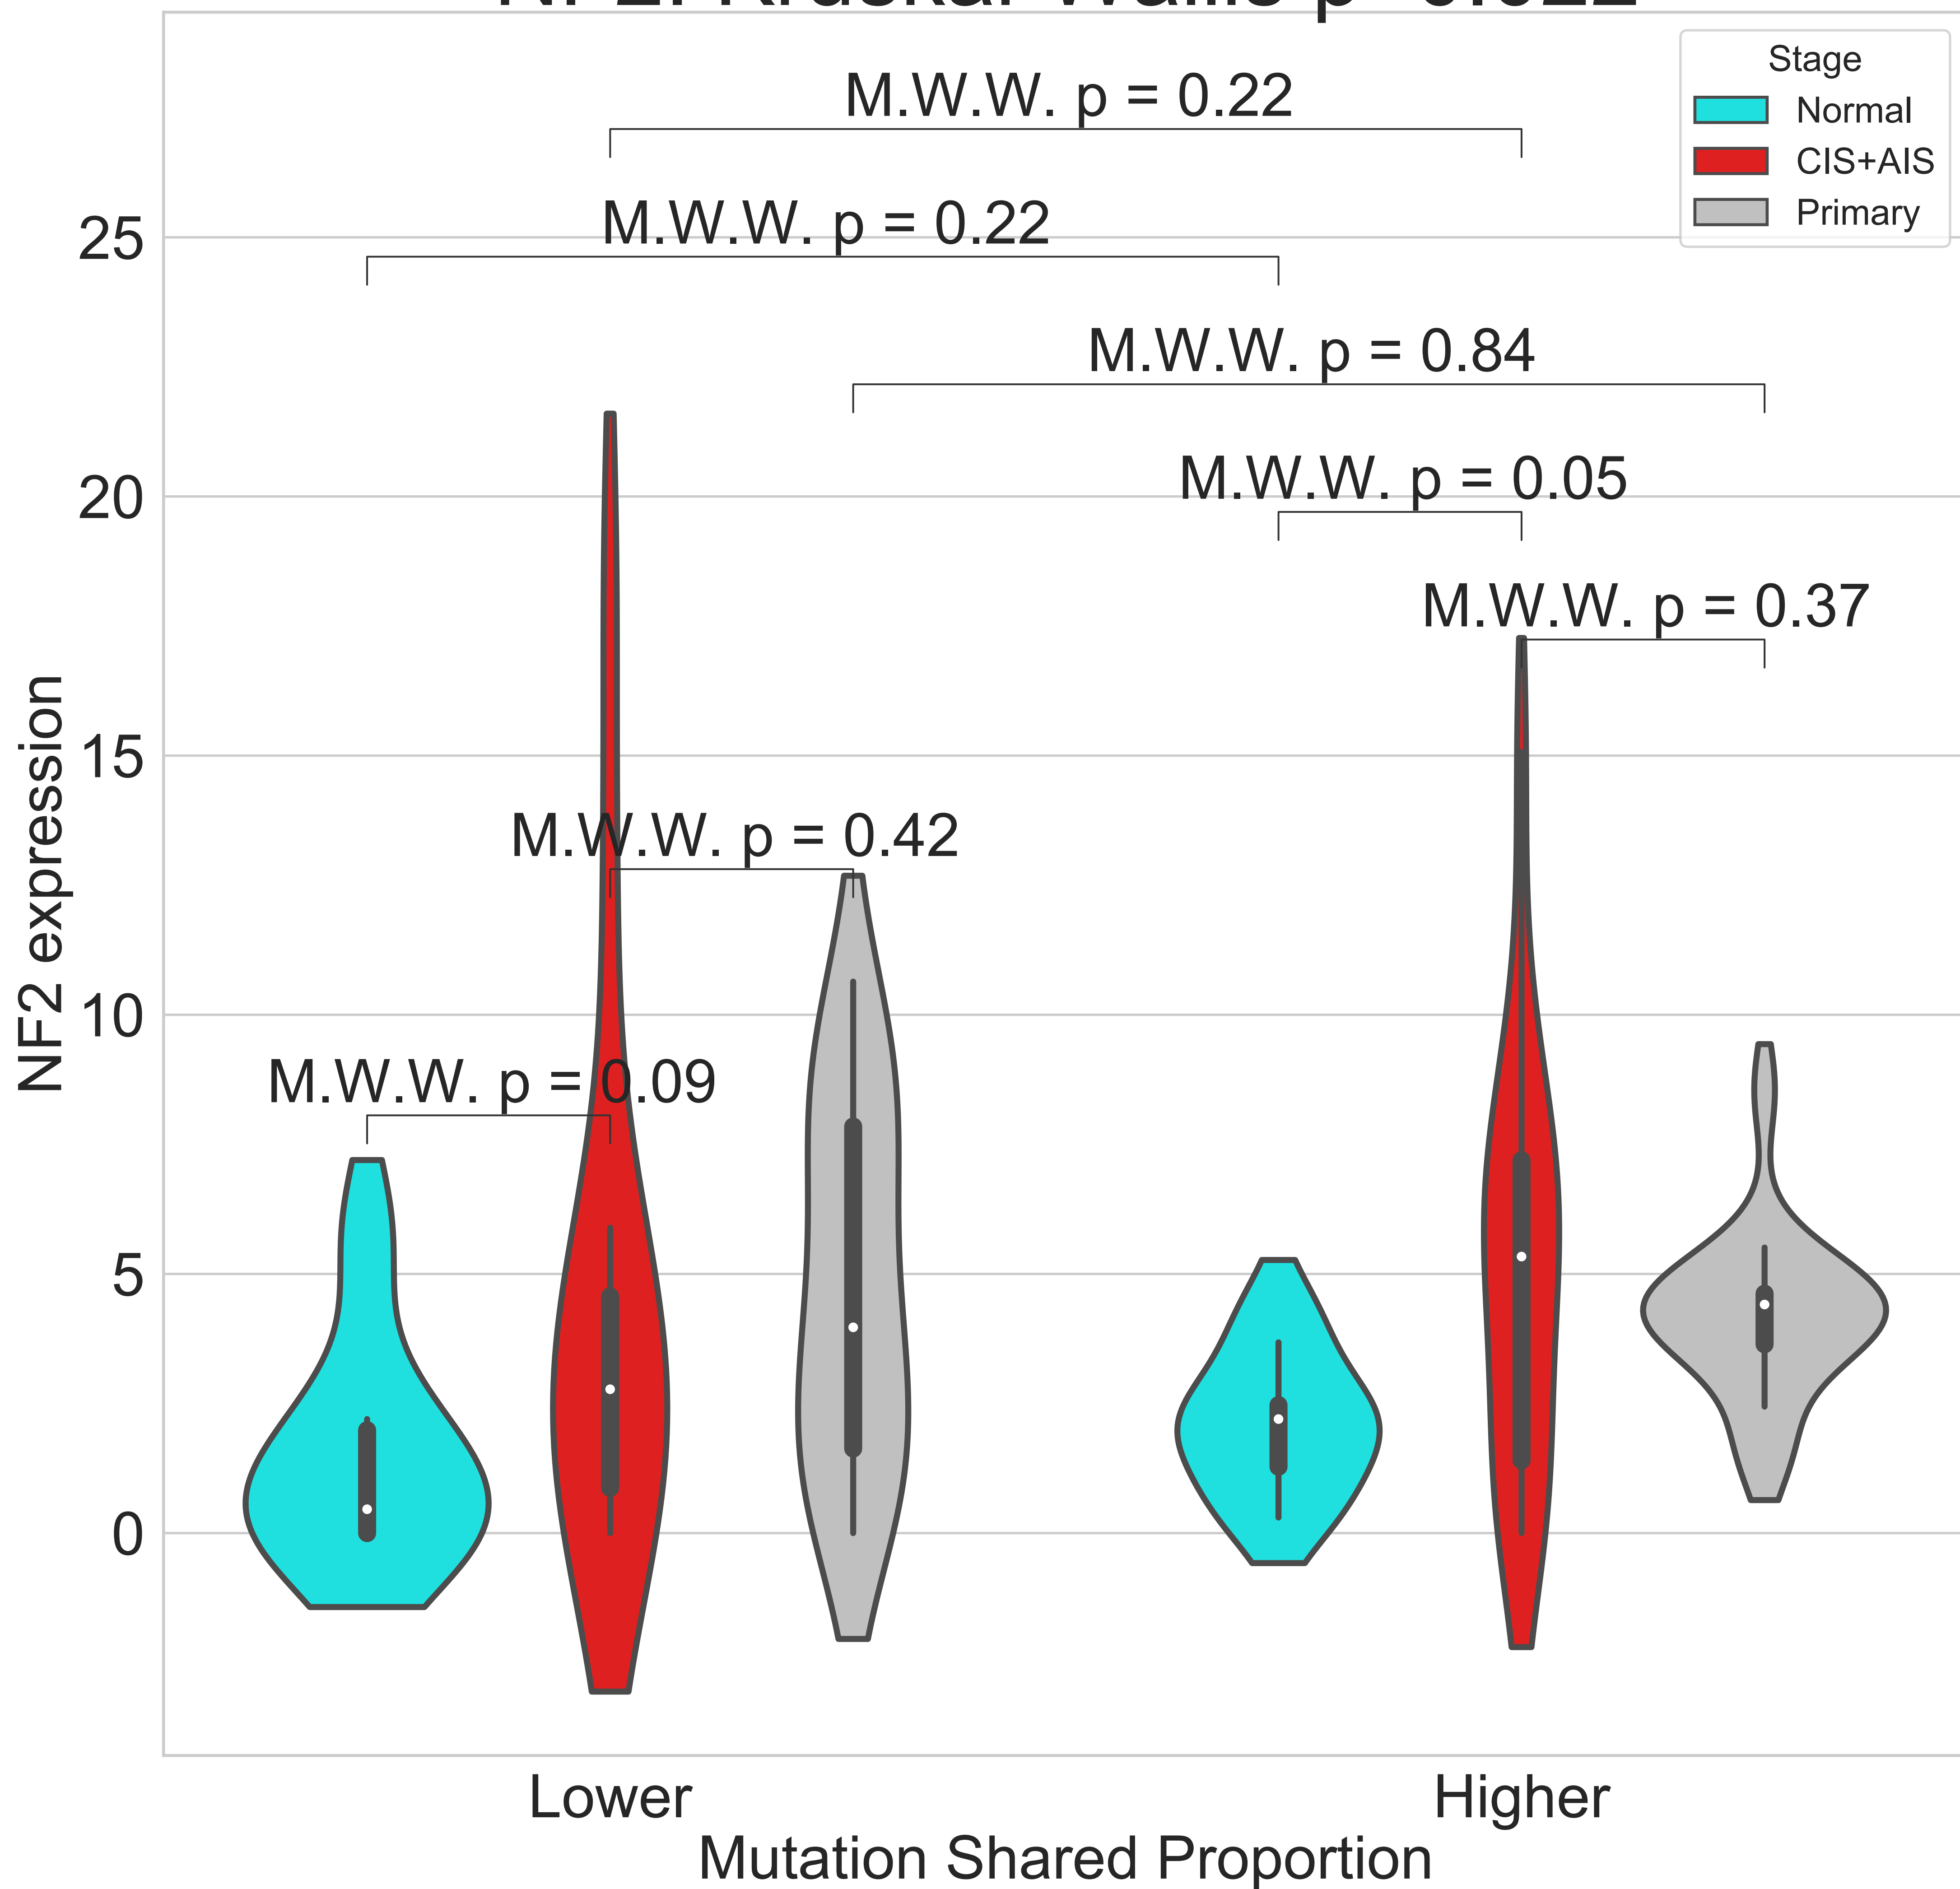 Stage
Normal
CIS+AIS
Primary
M.W.W. p = 0.22
M.W.W. p = 0.22
M.W.W. p = 0.84
M.W.W. p = 0.05
M.W.W. p = 0.37
M.W.W. p = 0.42
M.W.W. p = 0.09
25
20
15
10
5
0
NF2 expression
Lower
Higher
Mutation Shared Proportion